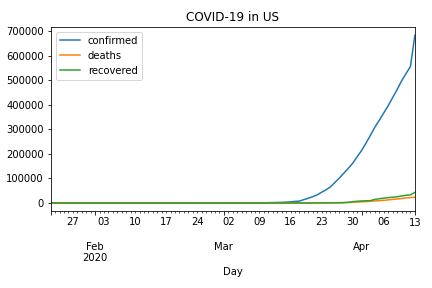 COVID-19 in US
700000
600000
500000
400000
300000
200000
100000
0
confirmed
deaths
recovered
27 03 10 17 24 02 09 16 23 30 06 13
Feb Mar Apr
2020
Day